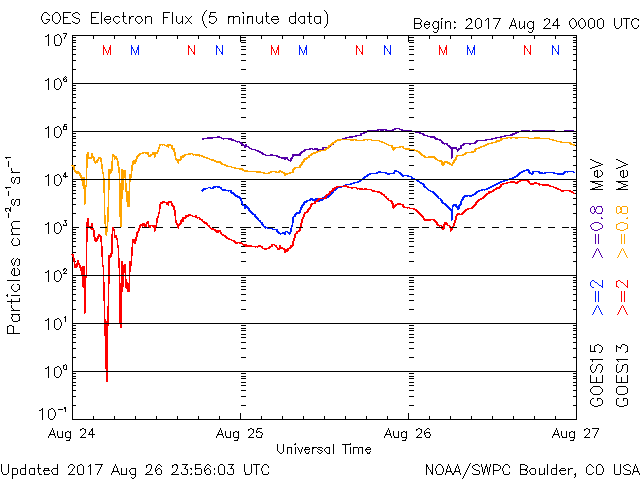 GOES Electron Flux (5 minute data)
Begin: 2017 Aug 24 0000 UTC
M M N N M M N N M M N N
10⁷
10⁶
10⁵
10⁴
10³
10²
10¹
10⁰
10⁻¹
Particles cm⁻²s⁻¹sr⁻¹
Aug 24 Aug 25 Aug 26 Aug 27
Universal Time
GOES15 >=2 >=0.8 MeV
GOES13 >=2 >=0.8 MeV
Updated 2017 Aug 26 23:56:03 UTC
NOAA/SWPC Boulder, CO USA